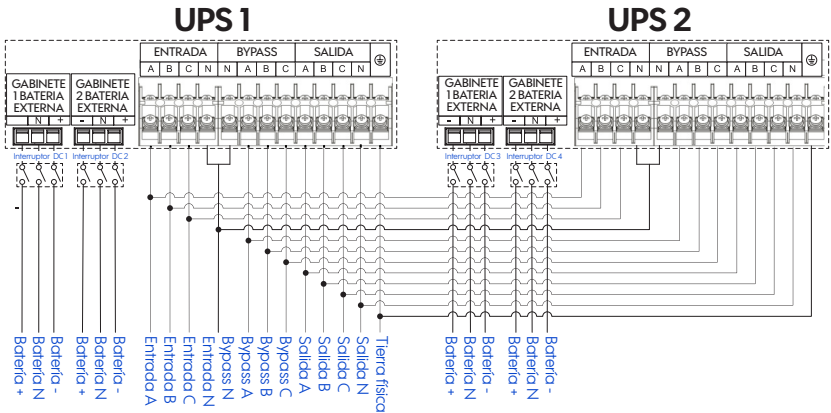 UPS 1
UPS 2
ENTRADA BYPASS SALIDA
A B C N N A B C A B C N
GABINETE
1 BATERIA
EXTERNA
- N +
GABINETE
2 BATERIA
EXTERNA
- N +
Interruptor DC1
Interruptor DC2
ENTRADA BYPASS SALIDA
A B C N N A B C A B C N
GABINETE
1 BATERIA
EXTERNA
- N +
GABINETE
2 BATERIA
EXTERNA
- N +
Interruptor DC3
Interruptor DC4
-
Batería +
Batería N
Batería -
Batería +
Batería N
Batería -
Entrada A
Entrada B
Entrada C
Entrada N
Bypass N
Bypass A
Bypass B
Bypass C
Salida A
Salida B
Salida C
Salida N
Tierra física
Batería +
Batería N
Batería -
Batería +
Batería N
Batería -